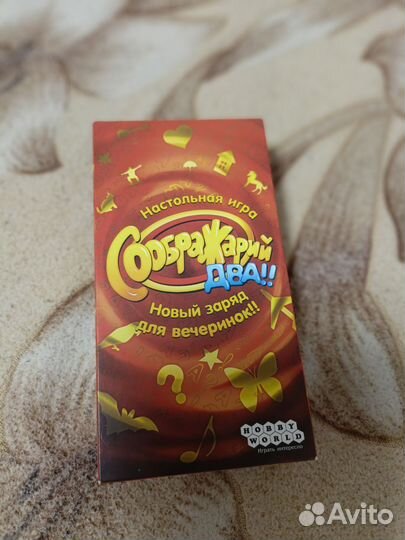 Настольная игра
Соображарий
ДВА!!
Новый заряд
для вечеринок!!
?
HOBBY
WORLD
Играть интересно
Avito